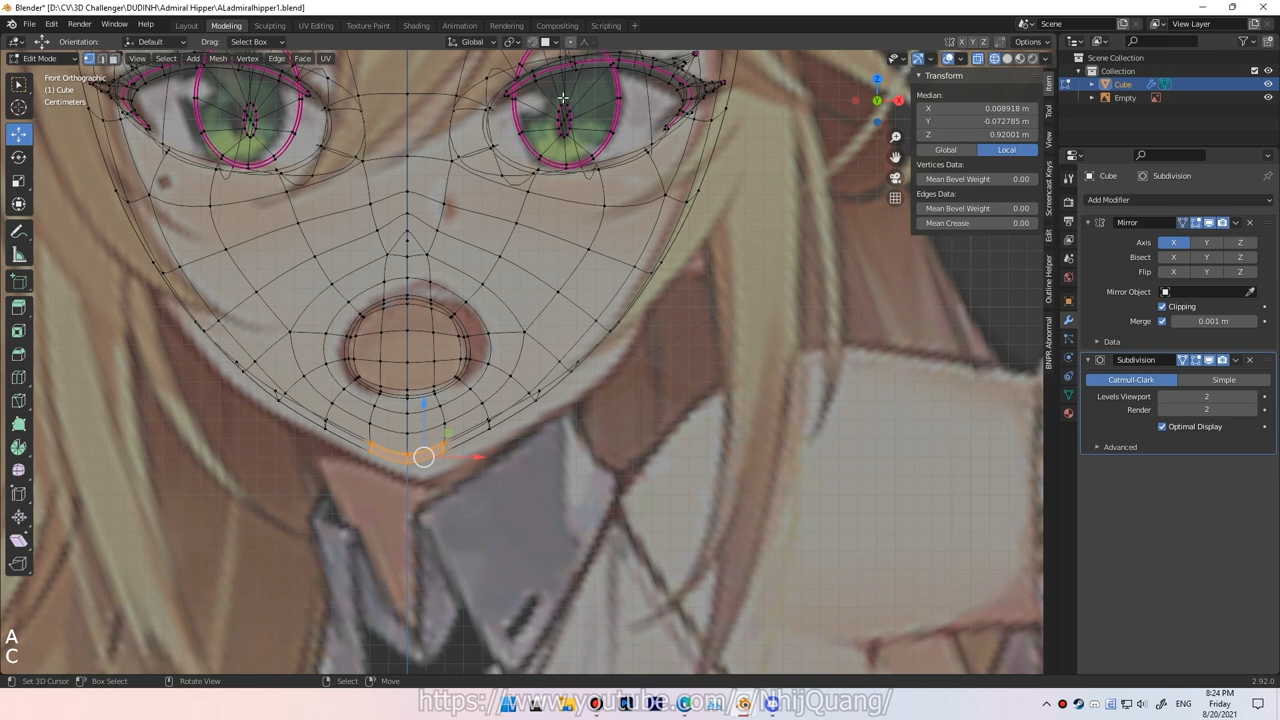 Blender* [D:\CV\3D Challenger\DUDINH\Admiral Hipper\ALadmiralhipper1.blend]
File Edit Render Window Help Layout Modeling Sculpting UV Editing Texture Paint Shading Animation Rendering Compositing Scripting + Scene View Layer
Orientation: Default Drag: Select Box Global X Y Z Options
Edit Mode View Select Add Mesh Vertex Edge Face UV
Front Orthographic
(1) Cube
Centimeters
Transform
Median:
X 0.008918 m
Y -0.072785 m
Z 0.92001 m
Global Local
Vertices Data:
Mean Bevel Weight 0.00
Edges Data:
Mean Bevel Weight 0.00
Mean Crease 0.00
Item
Tool
View
Screencast Keys
Edit
Outline Helper
BNPR Abnormal
Z
Y
X
Scene Collection
Collection
Cube
Empty
Cube Subdivision
Add Modifier
Mirror
Axis X Y Z
Bisect X Y Z
Flip X Y Z
Mirror Object
Clipping
Merge 0.001 m
Data
Subdivision
Catmull-Clark Simple
Levels Viewport 2
Render 2
Optimal Display
Advanced
A
C
Set 3D Cursor Box Select Rotate View Select Move 2.92.0
https://www.youtube.com/c/NhijQuang/
8:24 PM
Friday
8/20/2021